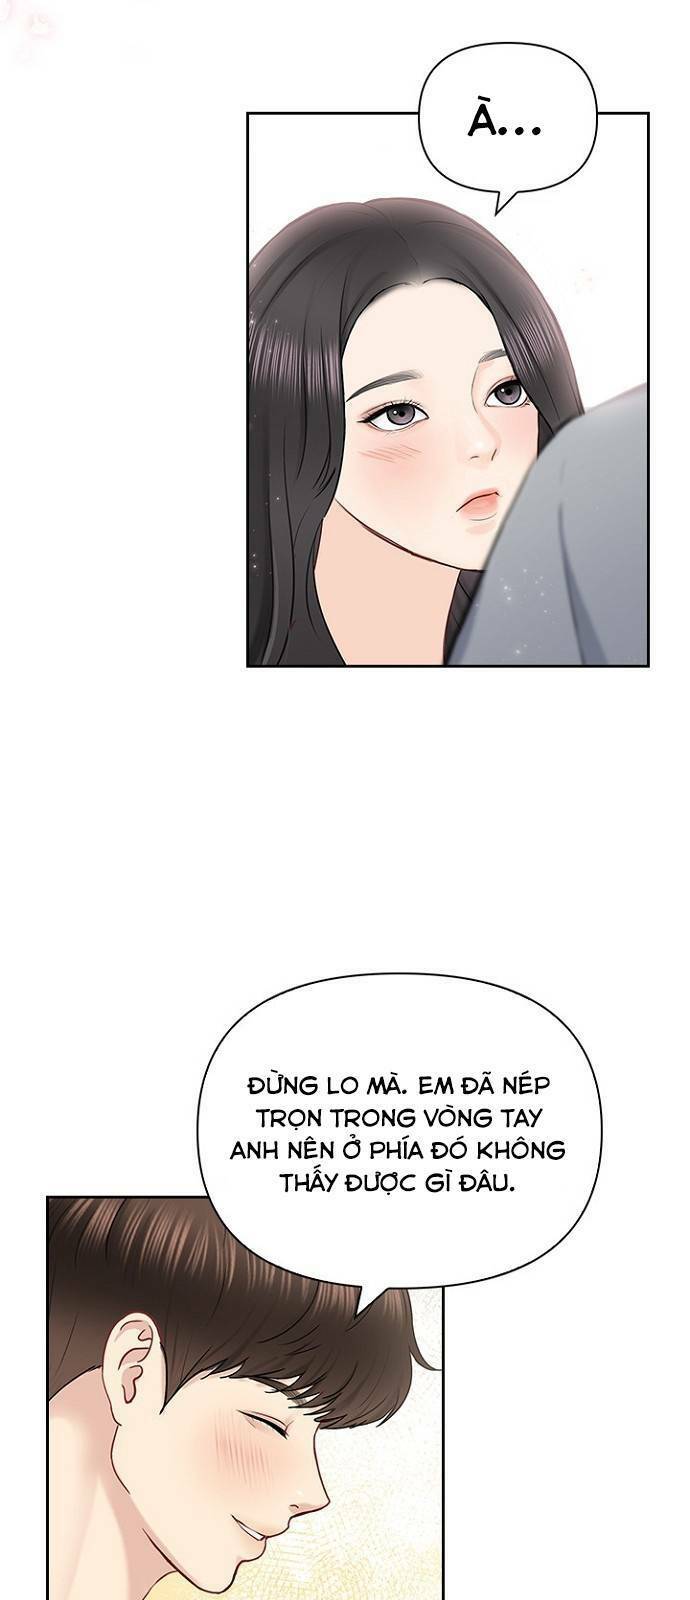 À...
ĐỪNG LO MÀ. EM ĐÃ NÉP
TRỌN TRONG VÒNG TAY
ANH NÊN Ở PHÍA ĐÓ KHÔNG
THẤY ĐƯỢC GÌ ĐÂU.